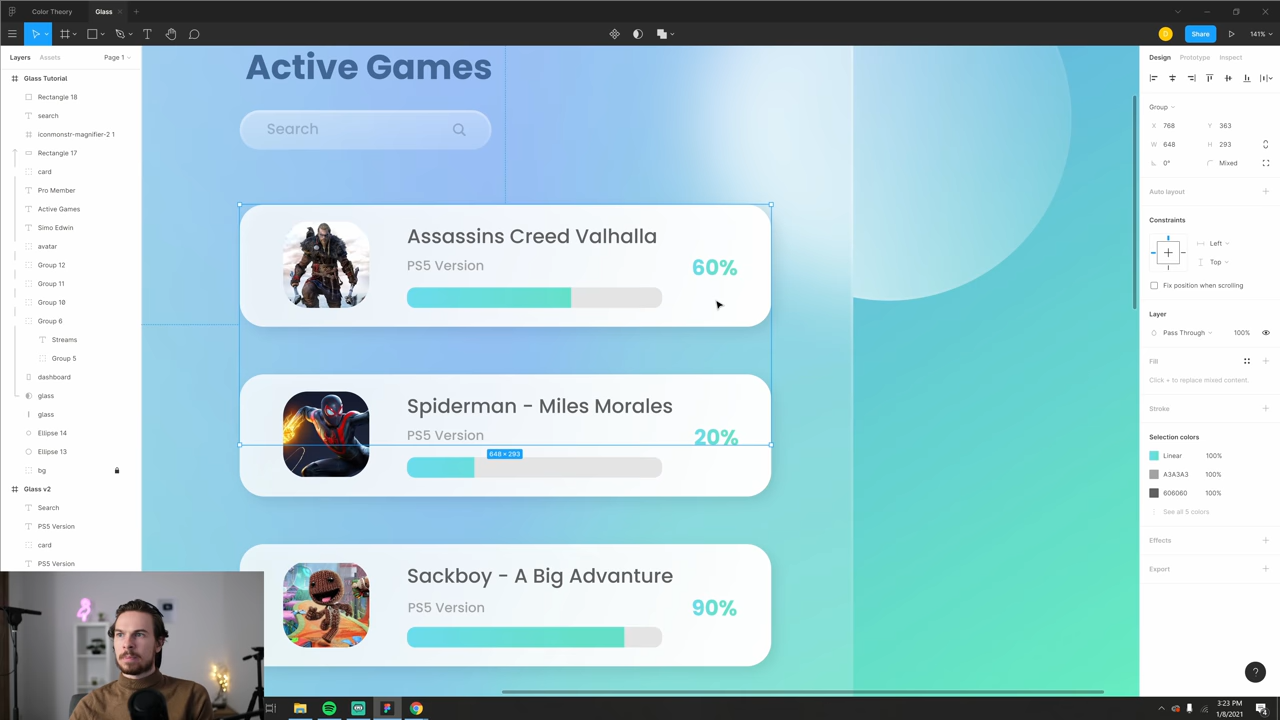 Color Theory
Glass
Share
141%
Layers
Assets
Page 1
Design
Prototype
Inspect
Glass Tutorial
Rectangle 18
search
iconmonstr-magnifier-2 1
Rectangle 17
card
Pro Member
Active Games
Simo Edwin
avatar
Group 12
Group 11
Group 10
Group 6
Streams
Group 5
dashboard
glass
glass
Ellipse 14
Ellipse 13
bg
Glass v2
Search
PS5 Version
card
PS5 Version
Active Games
Search
Assassins Creed Valhalla
PS5 Version
60%
Spiderman - Miles Morales
PS5 Version
20%
648 × 293
Sackboy - A Big Advanture
PS5 Version
90%
Group
X 768 Y 363
W 648 H 293
0° Mixed
Auto layout
Constraints
Left
Top
Fix position when scrolling
Layer
Pass Through 100%
Fill
Click + to replace mixed content.
Stroke
Selection colors
Linear 100%
A3A3A3 100%
606060 100%
See all 5 colors
Effects
Export
?
3:23 PM
1/8/2021
4